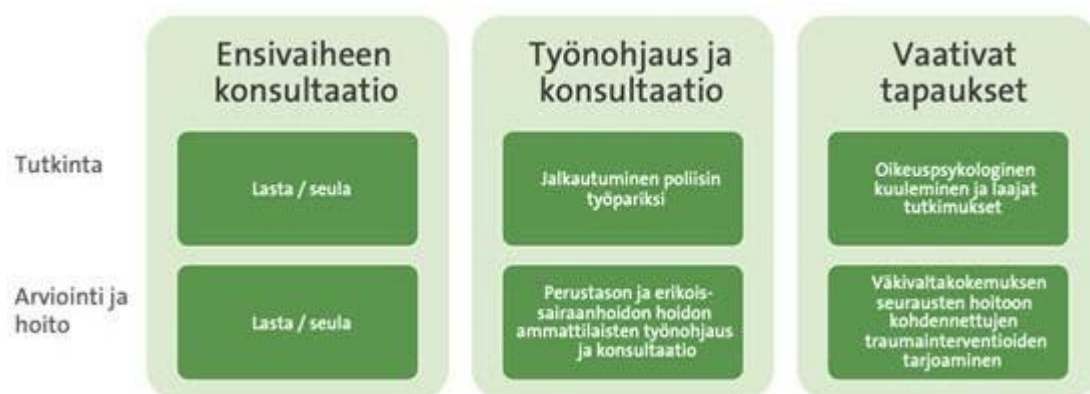 Ensivaiheen
konsultaatio
Työnohjaus ja
konsultaatio
Vaativat
tapaukset
Tutkinta
Lasta / seula
Jalkautuminen poliisin
työpariksi
Oikeuspsykologinen
kuuleminen ja laajat
tutkimukset
Arviointi ja
hoito
Lasta / seula
Perustason ja erikois-
sairaanhoidon hoidon
ammattilaisten työnohjaus
ja konsultaatio
Väkivaltakokemuksen
seurausten hoitoon
kohdennettujen
traumainterventioiden
tarjoaminen